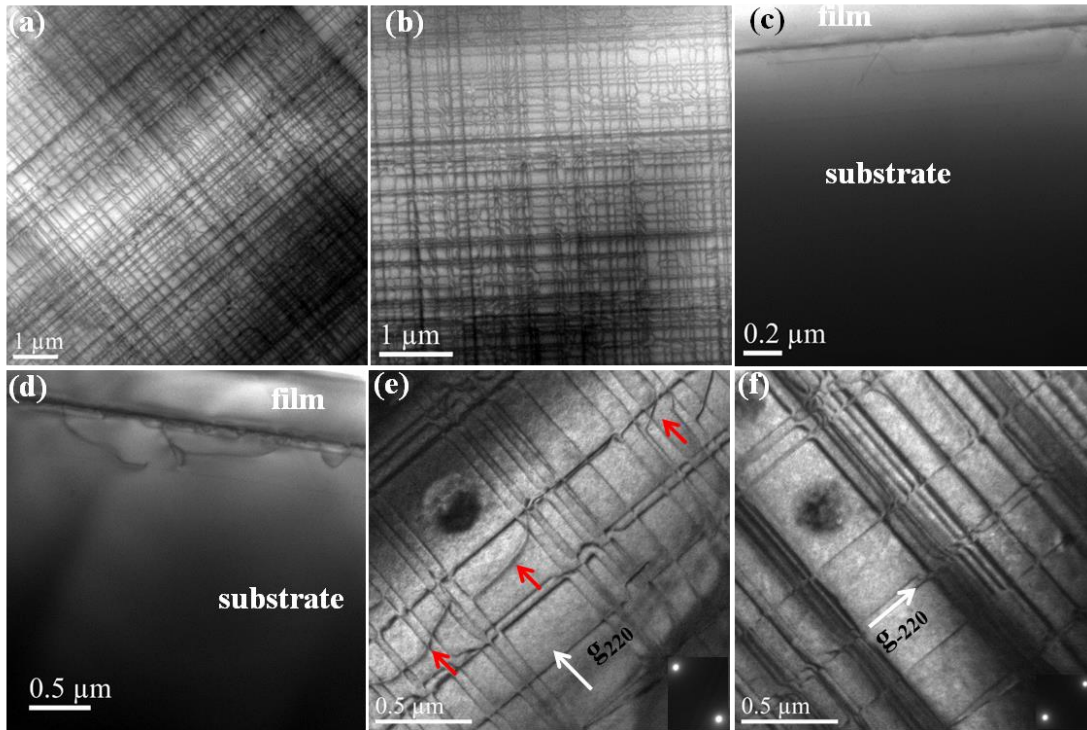 (a)
1 µm
(b)
1 µm
(c)
film
substrate
0.2 µm
(d)
film
substrate
0.5 µm
(e)
g220
0.5 µm
(f)
g-220
0.5 µm